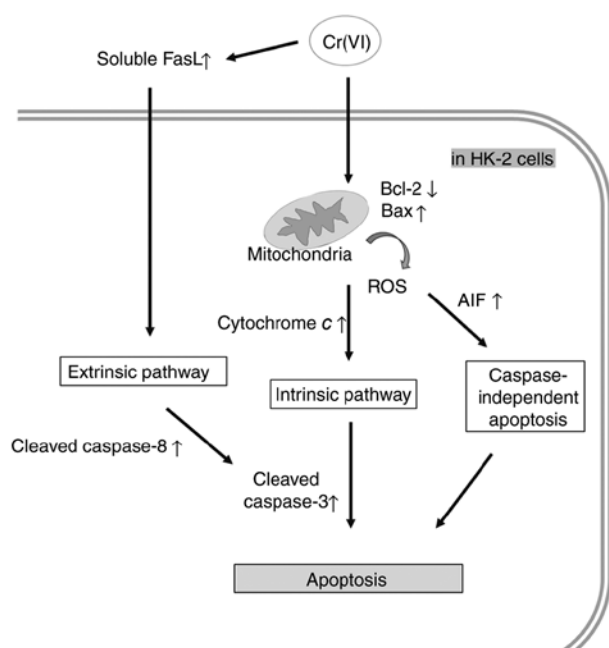 Cr(VI)
Soluble FasL↑
in HK-2 cells
Bcl-2 ↓
Bax ↑
Mitochondria
ROS
AIF ↑
Cytochrome c ↑
Extrinsic pathway
Intrinsic pathway
Caspase-
independent
apoptosis
Cleaved caspase-8 ↑
Cleaved
caspase-3↑
Apoptosis